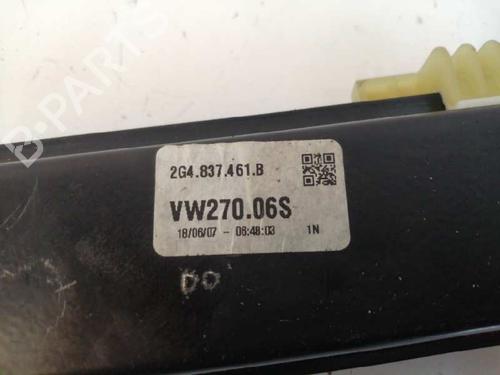 B-PARTS
2G4.837.461.B
VW270.06S
18/06/07 - 08:48:03 1N
DO